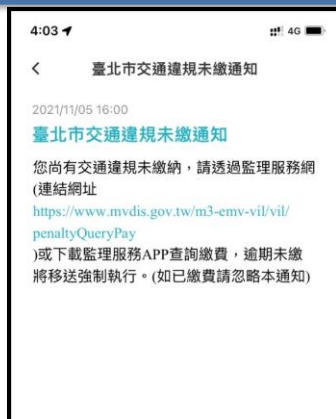 4:03
4G
臺北市交通違規未繳通知
2021/11/05 16:00
臺北市交通違規未繳通知
您尚有交通違規未繳納，請透過監理服務網
(連結網址
https://www.mvdis.gov.tw/m3-emv-vil/vil/
penaltyQueryPay
)或下載監理服務APP查詢繳費，逾期未繳
將移送強制執行。(如已繳費請忽略本通知)